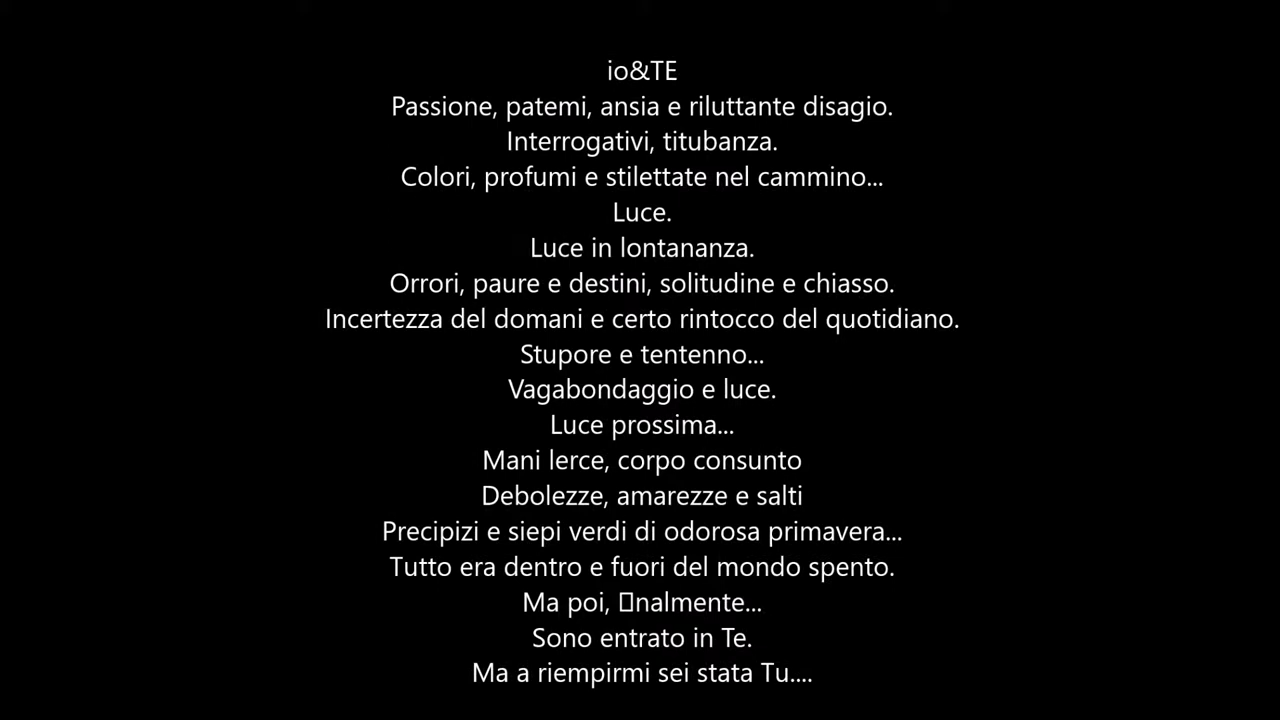 io&TE
Passione, patemi, ansia e riluttante disagio.
Interrogativi, titubanza.
Colori, profumi e stilettate nel cammino...
Luce.
Luce in lontananza.
Orrori, paure e destini, solitudine e chiasso.
Incertezza del domani e certo rintocco del quotidiano.
Stupore e tentenno...
Vagabondaggio e luce.
Luce prossima...
Mani lerce, corpo consunto
Debolezze, amarezze e salti
Precipizi e siepi verdi di odorosa primavera...
Tutto era dentro e fuori del mondo spento.
Ma poi, ▯nalmente...
Sono entrato in Te.
Ma a riempirmi sei stata Tu....